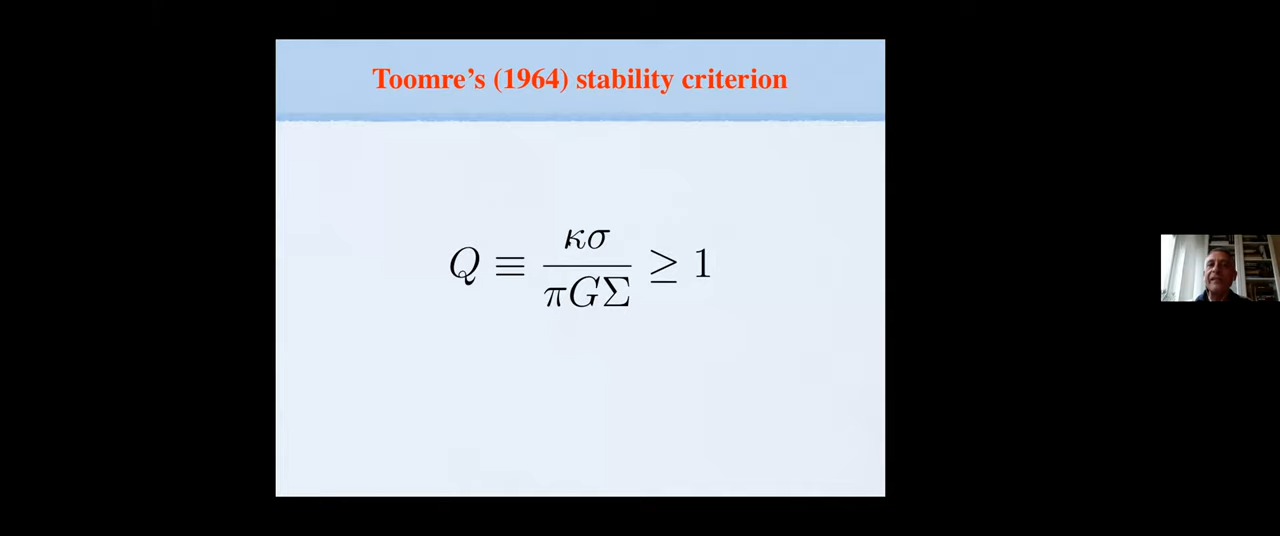 Toomre's (1964) stability criterion
Q ≡ κσ / πGΣ ≥ 1